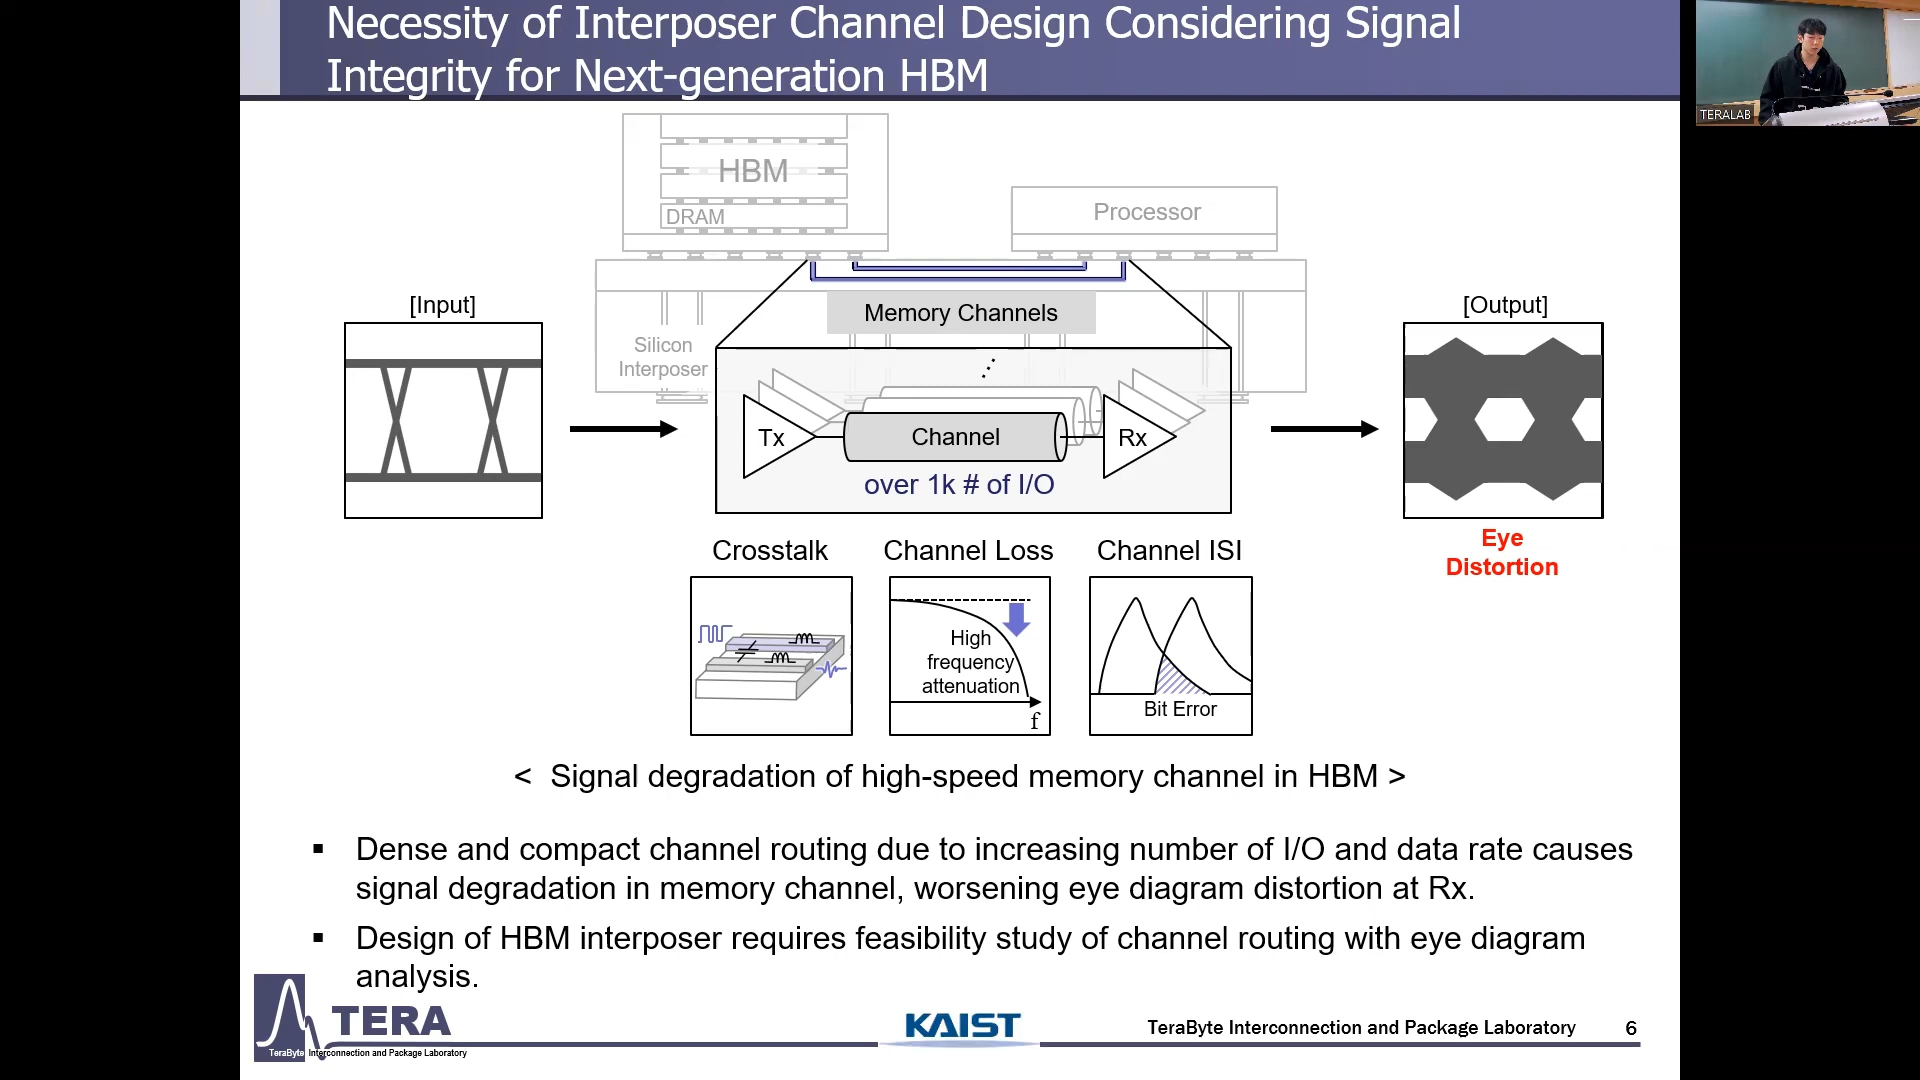 Necessity of Interposer Channel Design Considering Signal
Integrity for Next-generation HBM
TERALAB
HBM
DRAM
Processor
Memory Channels
Silicon
Interposer
[Input]
[Output]
Tx
Channel
Rx
over 1k # of I/O
Eye
Distortion
Crosstalk
Channel Loss
Channel ISI
High
frequency
attenuation
f
Bit Error
< Signal degradation of high-speed memory channel in HBM >
▪ Dense and compact channel routing due to increasing number of I/O and data rate causes
signal degradation in memory channel, worsening eye diagram distortion at Rx.
▪ Design of HBM interposer requires feasibility study of channel routing with eye diagram
analysis.
TERA
TeraByte Interconnection and Package Laboratory
KAIST
TeraByte Interconnection and Package Laboratory
6